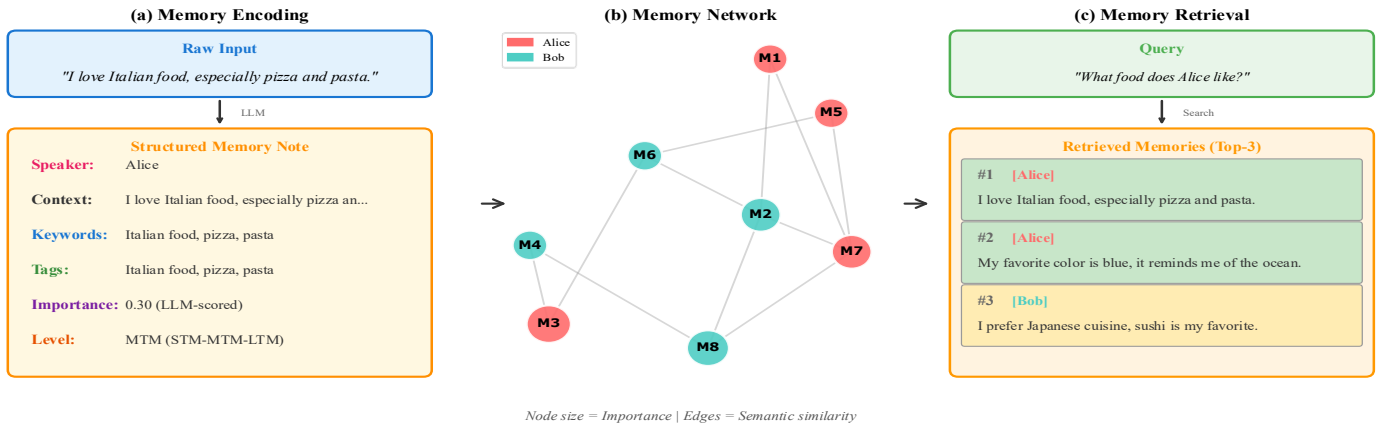 (a) Memory Encoding
Raw Input
"I love Italian food, especially pizza and pasta."
LLM
Structured Memory Note
Speaker: Alice
Context: I love Italian food, especially pizza an...
Keywords: Italian food, pizza, pasta
Tags: Italian food, pizza, pasta
Importance: 0.30 (LLM-scored)
Level: MTM (STM-MTM-LTM)
(b) Memory Network
Alice
Bob
M1
M5
M6
M2
M4
M7
M3
M8
(c) Memory Retrieval
Query
"What food does Alice like?"
Search
Retrieved Memories (Top-3)
#1 [Alice]
I love Italian food, especially pizza and pasta.
#2 [Alice]
My favorite color is blue, it reminds me of the ocean.
#3 [Bob]
I prefer Japanese cuisine, sushi is my favorite.
Node size = Importance | Edges = Semantic similarity